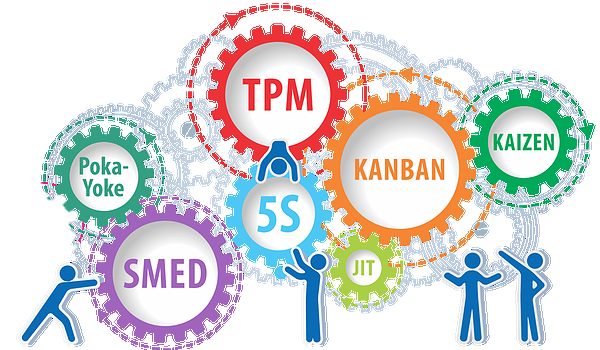 TPM
KANBAN
KAIZEN
Poka-
Yoke
5S
SMED
JIT